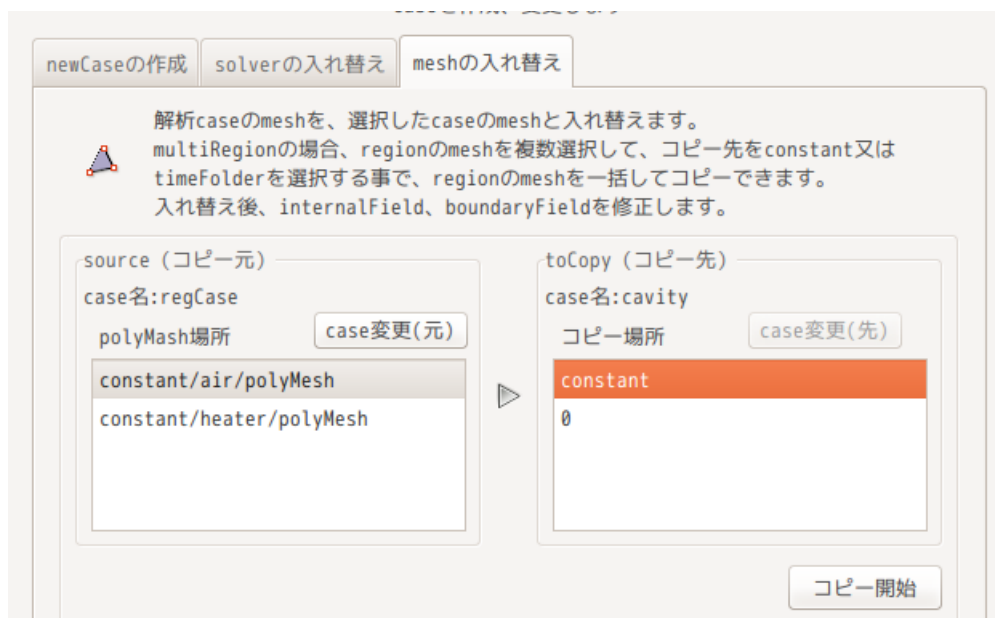 newCaseの作成 solverの入れ替え meshの入れ替え
解析caseのmeshを、選択したcaseのmeshと入れ替えます。
multiRegionの場合、regionのmeshを複数選択して、コピー先をconstant又は
timeFolderを選択する事で、regionのmeshを一括してコピーできます。
入れ替え後、internalField、boundaryFieldを修正します。
source（コピー元）
case名:regCase
polyMash場所 case変更(元)
constant/air/polyMesh
constant/heater/polyMesh
toCopy（コピー先）
case名:cavity
コピー場所 case変更(先)
constant
0
コピー開始